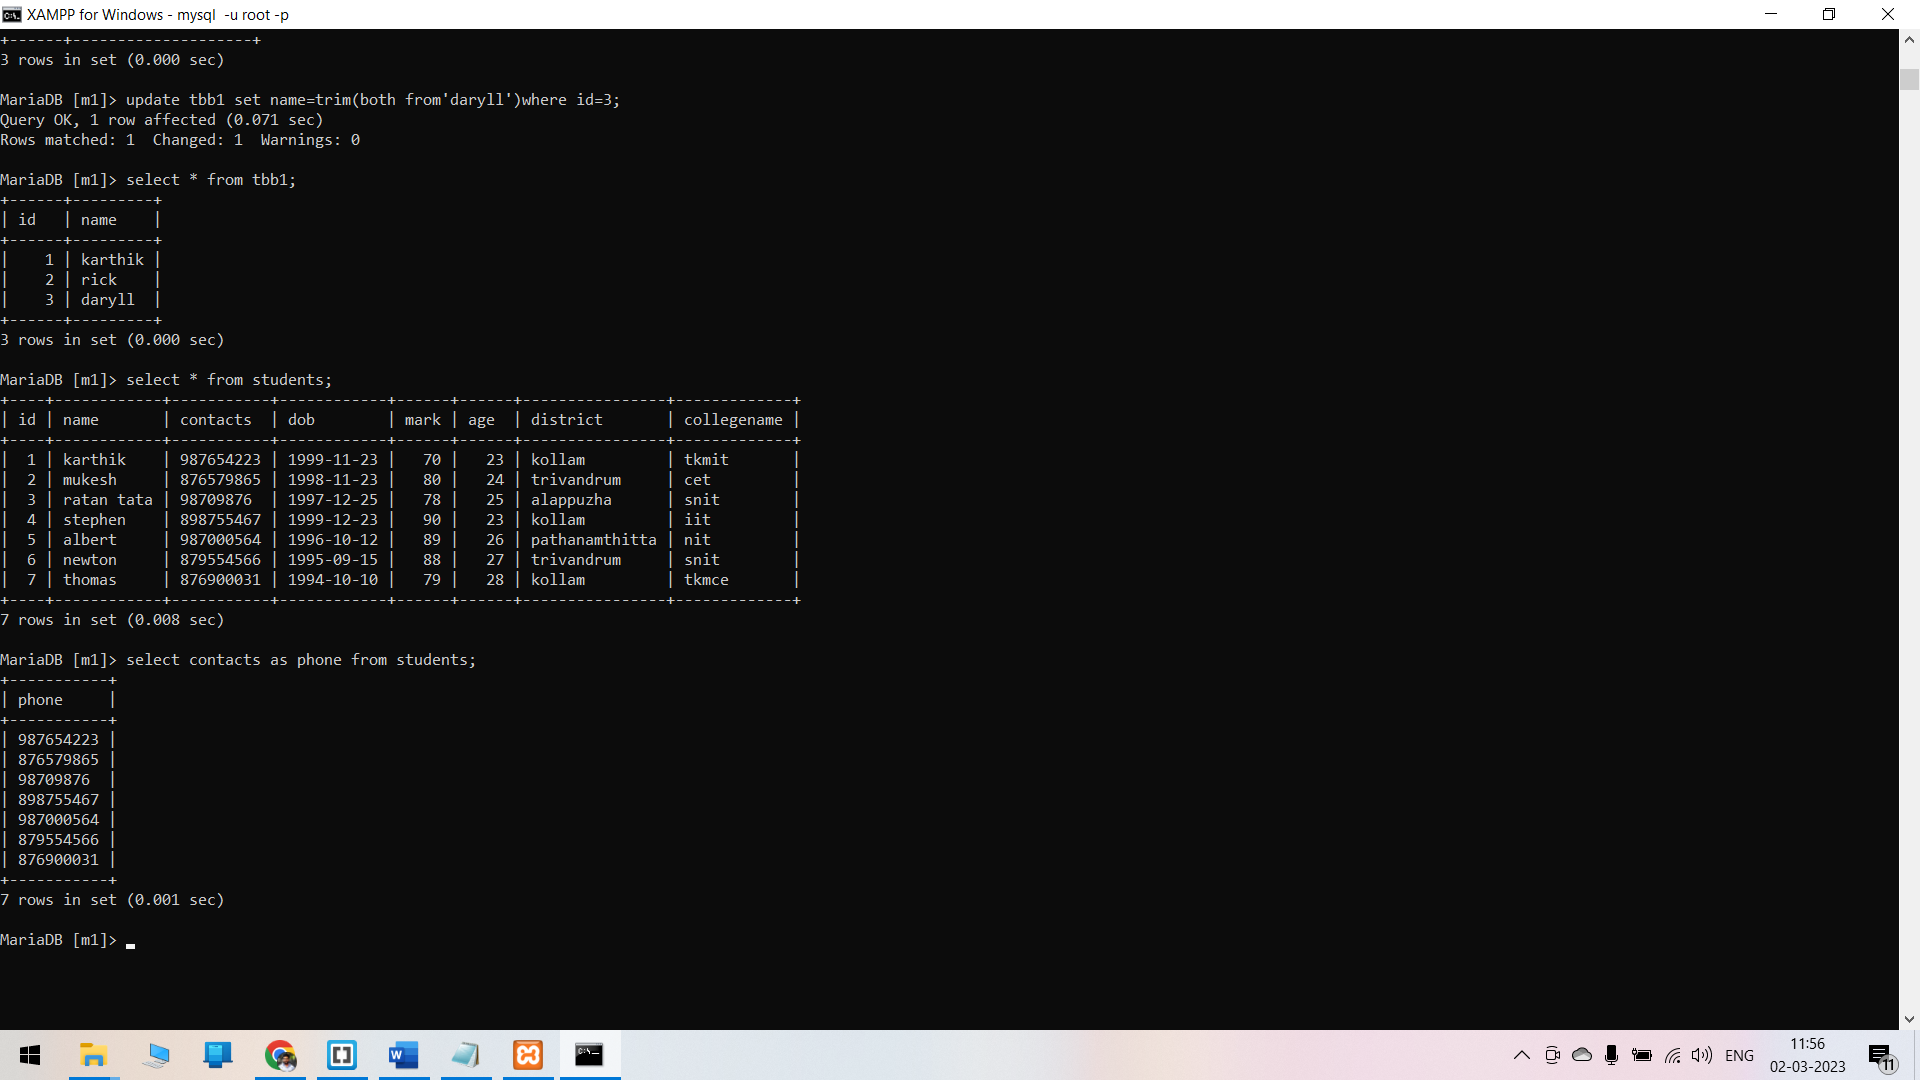 XAMPP for Windows - mysql  -u root -p
+------+--------------------+
3 rows in set (0.000 sec)
MariaDB [m1]> update tbb1 set name=trim(both from'daryll')where id=3;
Query OK, 1 row affected (0.071 sec)
Rows matched: 1  Changed: 1  Warnings: 0
MariaDB [m1]> select * from tbb1;
+------+---------+
| id   | name    |
+------+---------+
|    1 | karthik |
|    2 | rick    |
|    3 | daryll  |
+------+---------+
3 rows in set (0.000 sec)
MariaDB [m1]> select * from students;
+----+------------+-----------+------------+------+------+----------------+-------------+
| id | name       | contacts  | dob        | mark | age  | district       | collegename |
+----+------------+-----------+------------+------+------+----------------+-------------+
|  1 | karthik    | 987654223 | 1999-11-23 |   70 |   23 | kollam         | tkmit       |
|  2 | mukesh     | 876579865 | 1998-11-23 |   80 |   24 | trivandrum     | cet         |
|  3 | ratan tata | 98709876  | 1997-12-25 |   78 |   25 | alappuzha      | snit        |
|  4 | stephen    | 898755467 | 1999-12-23 |   90 |   23 | kollam         | iit         |
|  5 | albert     | 987000564 | 1996-10-12 |   89 |   26 | pathanamthitta | nit         |
|  6 | newton     | 879554566 | 1995-09-15 |   88 |   27 | trivandrum     | snit        |
|  7 | thomas     | 876900031 | 1994-10-10 |   79 |   28 | kollam         | tkmce       |
+----+------------+-----------+------------+------+------+----------------+-------------+
7 rows in set (0.008 sec)
MariaDB [m1]> select contacts as phone from students;
+-----------+
| phone     |
+-----------+
| 987654223 |
| 876579865 |
| 98709876  |
| 898755467 |
| 987000564 |
| 879554566 |
| 876900031 |
+-----------+
7 rows in set (0.001 sec)
MariaDB [m1]>
ENG
11:56
02-03-2023
11